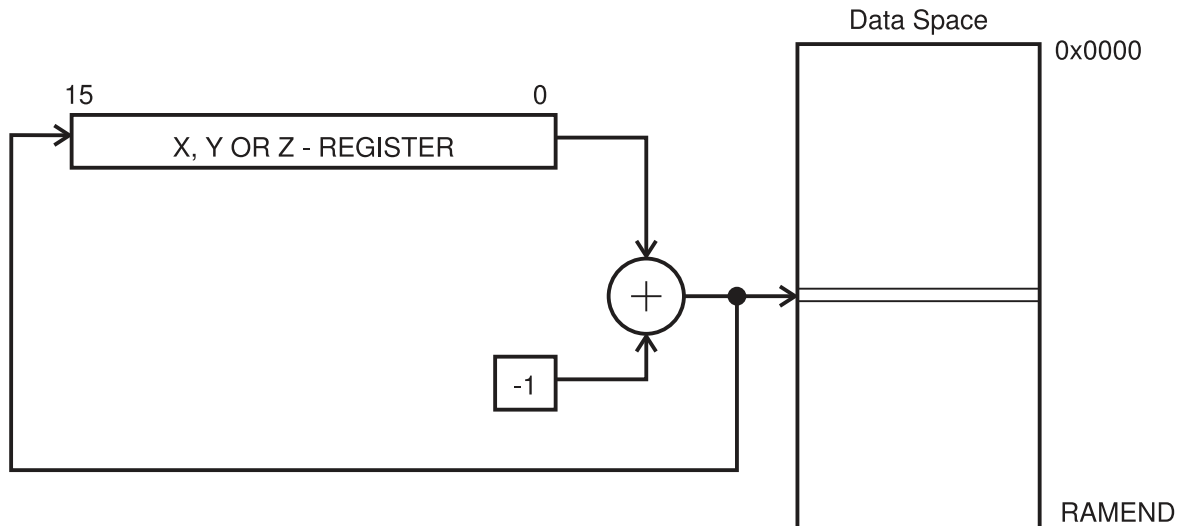 Data Space
0x0000
15
0
X, Y OR Z - REGISTER
-1
RAMEND